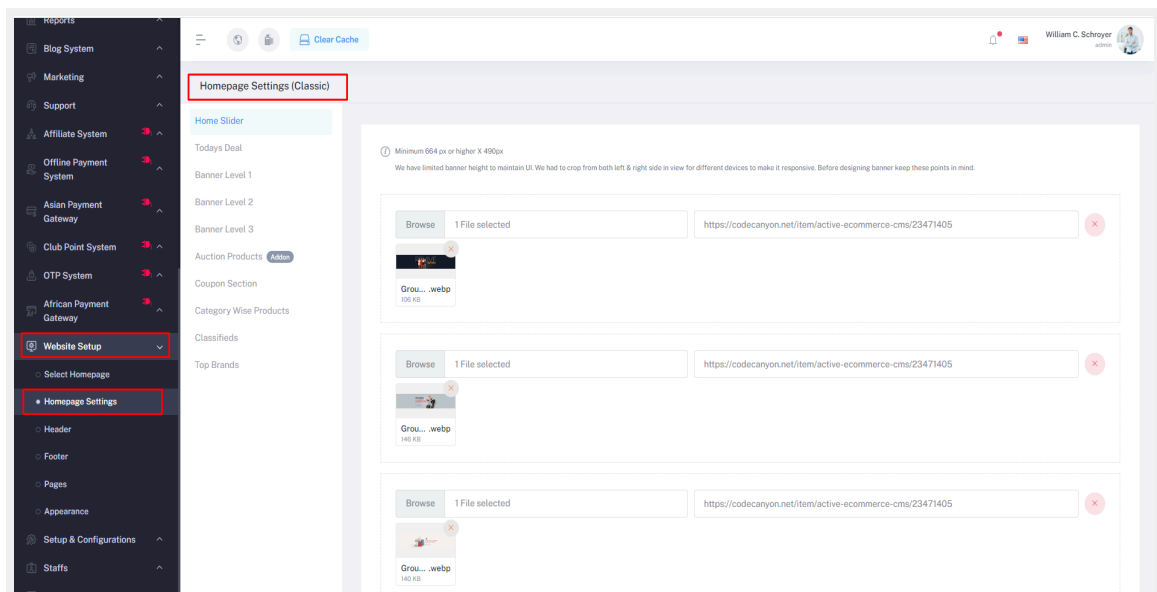 Reports
Blog System
Marketing
Support
Affiliate System
Offline Payment
System
Asian Payment
Gateway
Club Point System
OTP System
African Payment
Gateway
Website Setup
Select Homepage
Homepage Settings
Header
Footer
Pages
Appearance
Setup & Configurations
Staffs
Clear Cache
William C. Schroyer
admin
Homepage Settings (Classic)
Home Slider
Todays Deal
Banner Level 1
Banner Level 2
Banner Level 3
Auction Products Addon
Coupon Section
Category Wise Products
Classifieds
Top Brands
Minimum 664 px or higher X 490px
We have limited banner height to maintain UI. We had to crop from both left & right side in view for different devices to make it responsive. Before designing banner keep these points in mind.
Browse 1 File selected https://codecanyon.net/item/active-ecommerce-cms/23471405
Grou... .webp
106 KB
Browse 1 File selected https://codecanyon.net/item/active-ecommerce-cms/23471405
Grou... .webp
146 KB
Browse 1 File selected https://codecanyon.net/item/active-ecommerce-cms/23471405
Grou... .webp
140 KB